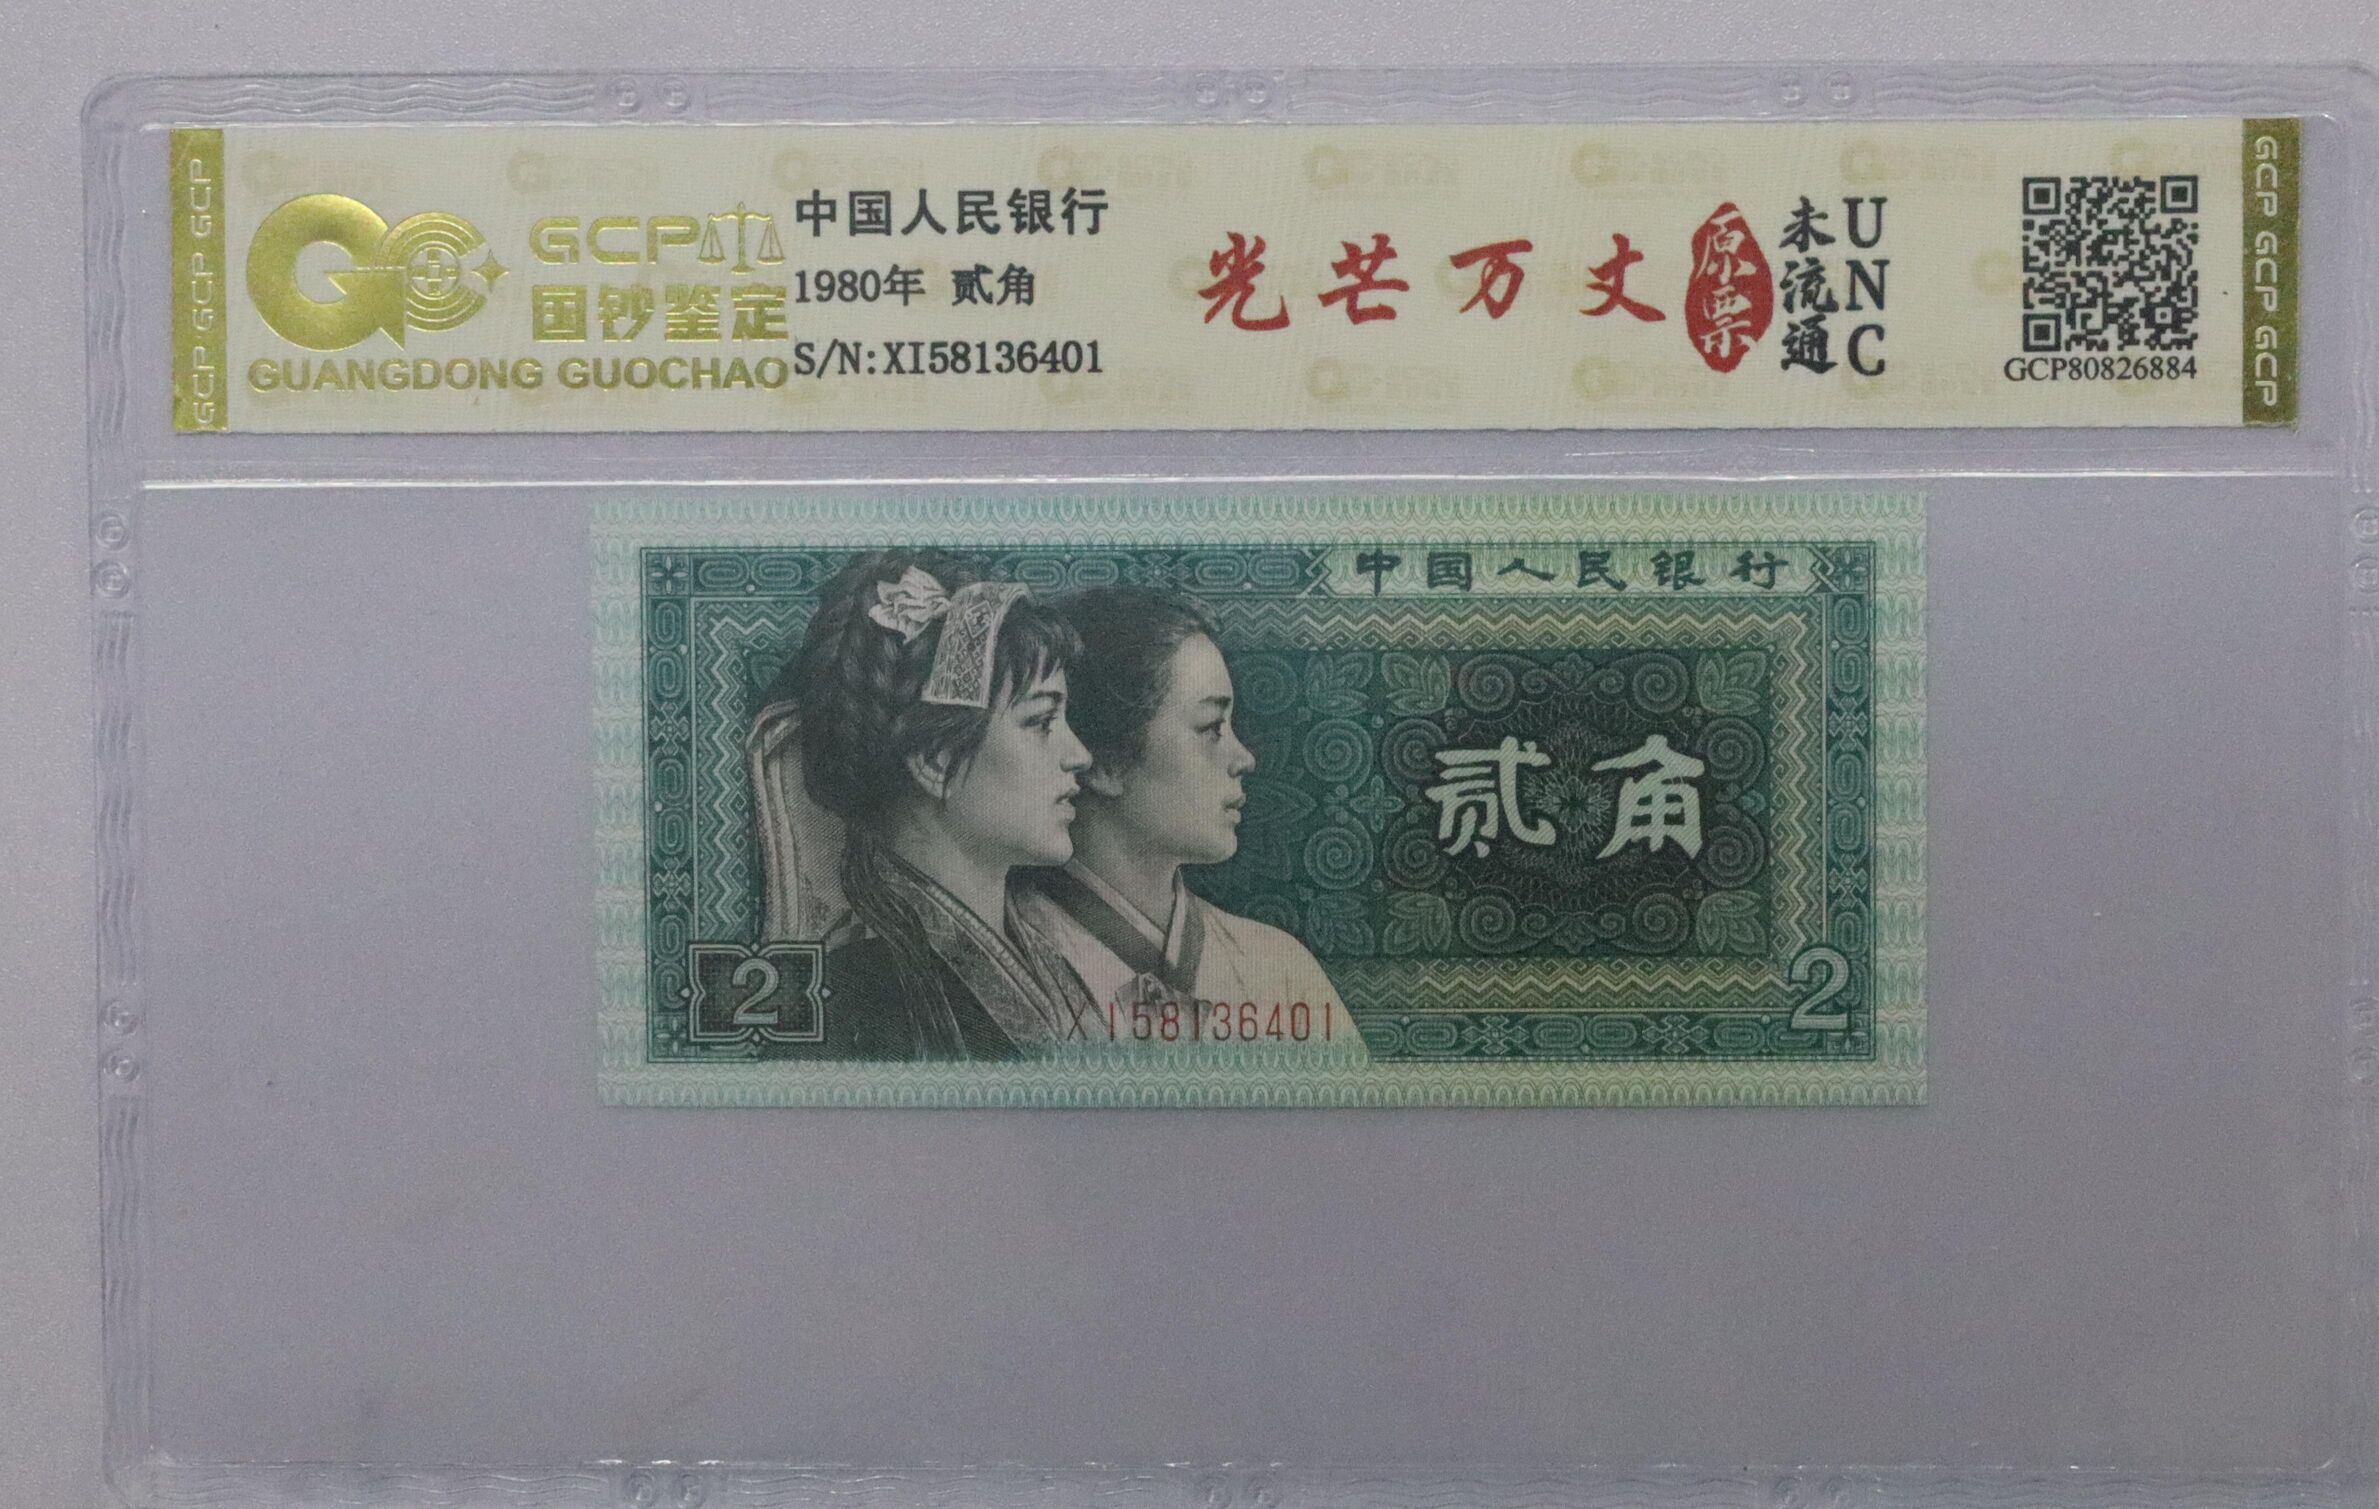 GCP GCP GCP
GCP
国钞鉴定
GUANGDONG GUOCHAO
中国人民银行
1980年 贰角
S/N:XI58136401
光芒万丈
原票
未流通
UNC
GCP80826884
GCP GCP GCP
中国人民银行
贰角
2
XI58136401
2